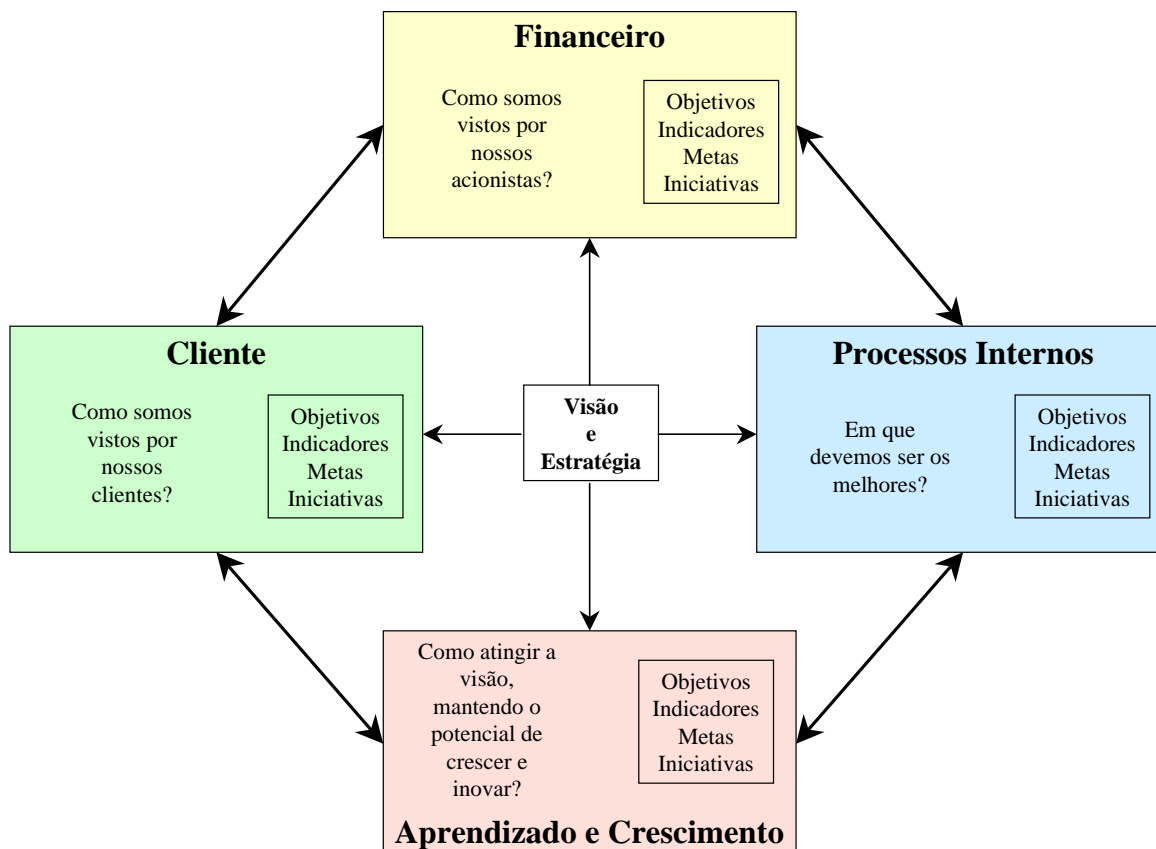 Financeiro
Como somos
vistos por
nossos
acionistas?
Objetivos
Indicadores
Metas
Iniciativas
Cliente
Como somos
vistos por
nossos
clientes?
Objetivos
Indicadores
Metas
Iniciativas
Visão
e
Estratégia
Processos Internos
Em que
devemos ser os
melhores?
Objetivos
Indicadores
Metas
Iniciativas
Como atingir a
visão,
mantendo o
potencial de
crescer e
inovar?
Objetivos
Indicadores
Metas
Iniciativas
Aprendizado e Crescimento